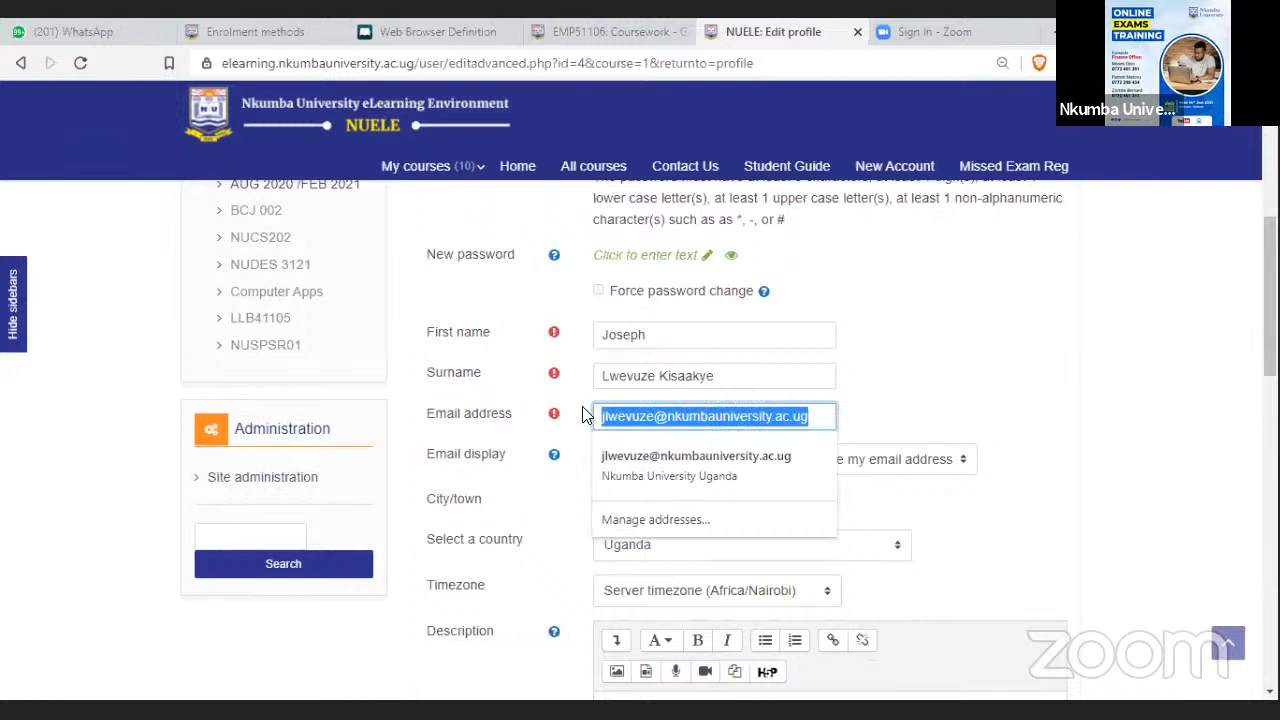 (201) WhatsApp
Enrolment methods
Web Browser Definition
EMP51106: Coursework - G
NUELE: Edit profile
Sign In - Zoom
elearning.nkumbauniversity.ac.ug/user/editadvanced.php?id=4&course=1&returnto=profile
ONLINE
EXAMS
TRAINING
Nkumba
University
Nkumba Unive...
Nkumba University eLearning Environment
NUELE
My courses (10)
Home
All courses
Contact Us
Student Guide
New Account
Missed Exam Reg
AUG 2020 /FEB 2021
BCJ 002
NUCS202
NUDES 3121
Computer Apps
LLB41105
NUSPSR01
Hide sidebars
Administration
Site administration
Search
lower case letter(s), at least 1 upper case letter(s), at least 1 non-alphanumeric
character(s) such as as *, -, or #
New password
Click to enter text
Force password change
First name
Joseph
Surname
Lwevuze Kisaakye
Email address
jlwevuze@nkumbauniversity.ac.ug
jlwevuze@nkumbauniversity.ac.ug
Nkumba University Uganda
Manage addresses...
Email display
e my email address
City/town
Select a country
Uganda
Timezone
Server timezone (Africa/Nairobi)
Description
A
B
I
H-P
zoom